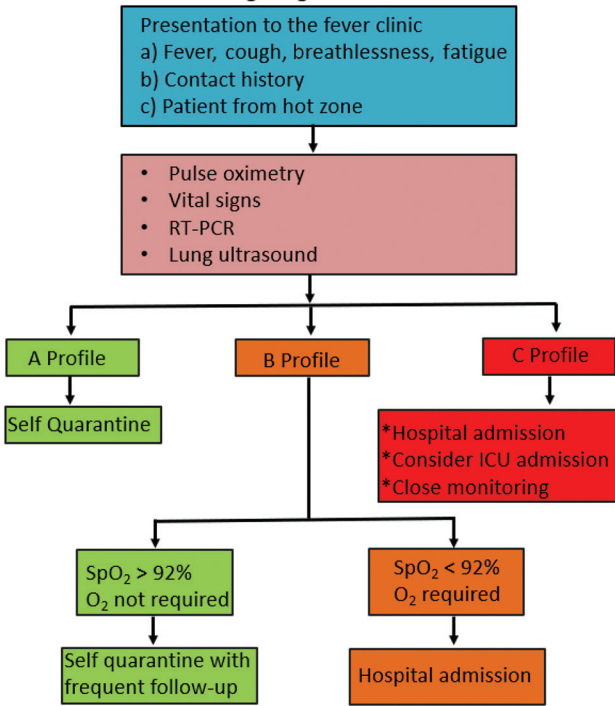 Presentation to the fever clinic
a) Fever, cough, breathlessness, fatigue
b) Contact history
c) Patient from hot zone
• Pulse oximetry
• Vital signs
• RT-PCR
• Lung ultrasound
A Profile
B Profile
C Profile
Self Quarantine
*Hospital admission
*Consider ICU admission
*Close monitoring
SpO₂ > 92%
O₂ not required
SpO₂ < 92%
O₂ required
Self quarantine with
frequent follow-up
Hospital admission